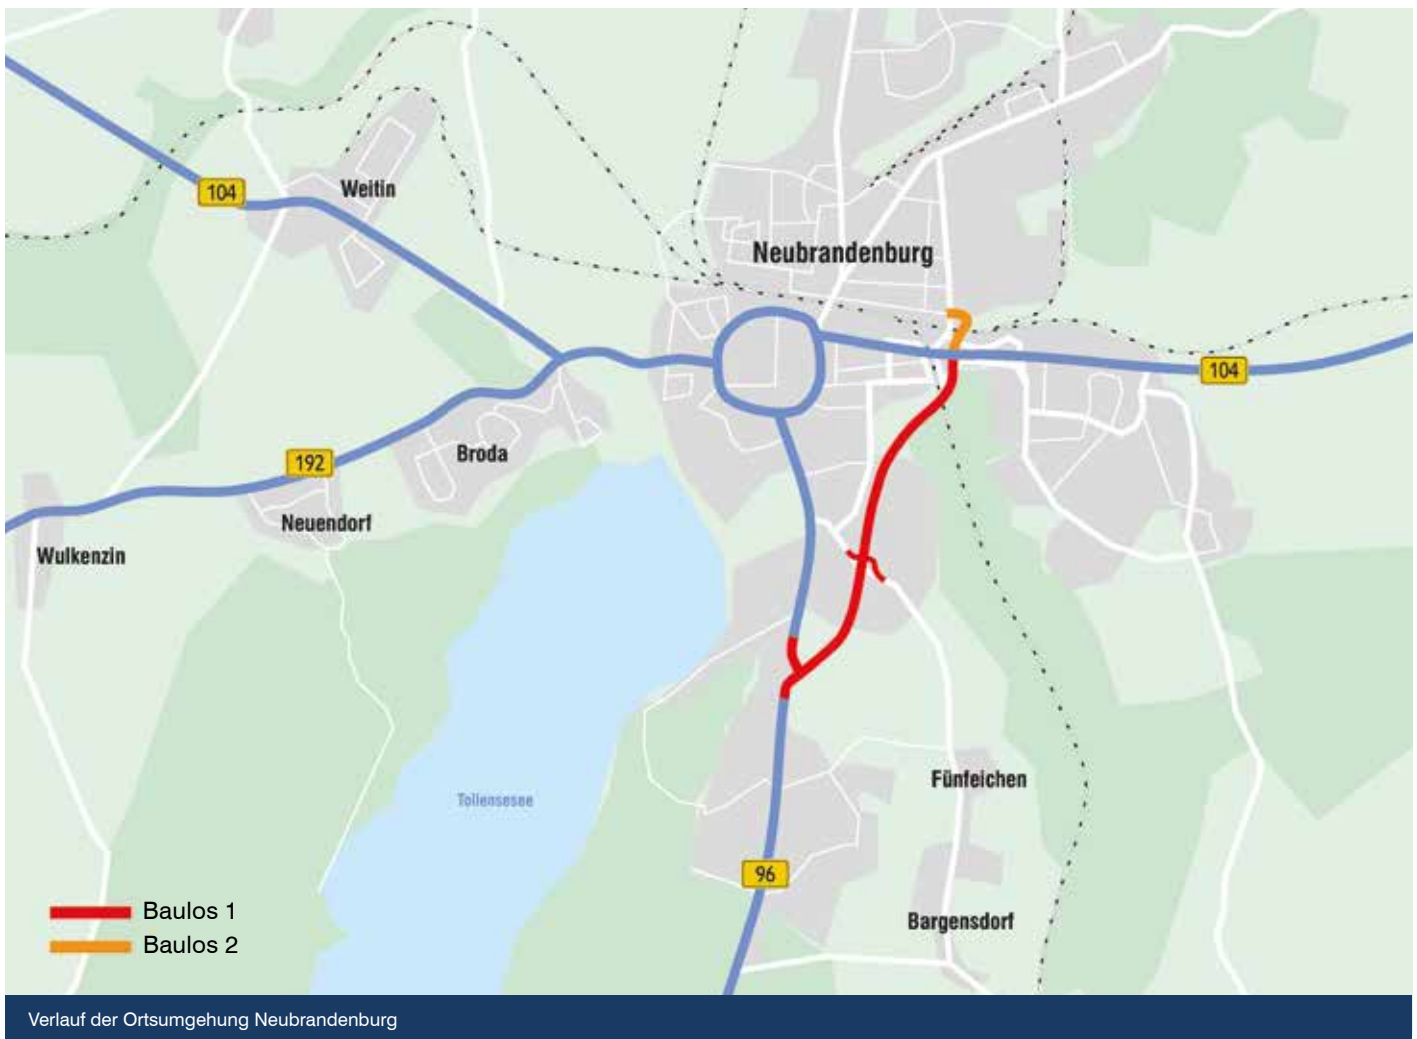 104
Weitin
Neubrandenburg
104
192
Broda
Neuendorf
Wulkenzin
Tollensesee
Fünfeichen
96
Bargensdorf
Baulos 1
Baulos 2
Verlauf der Ortsumgehung Neubrandenburg